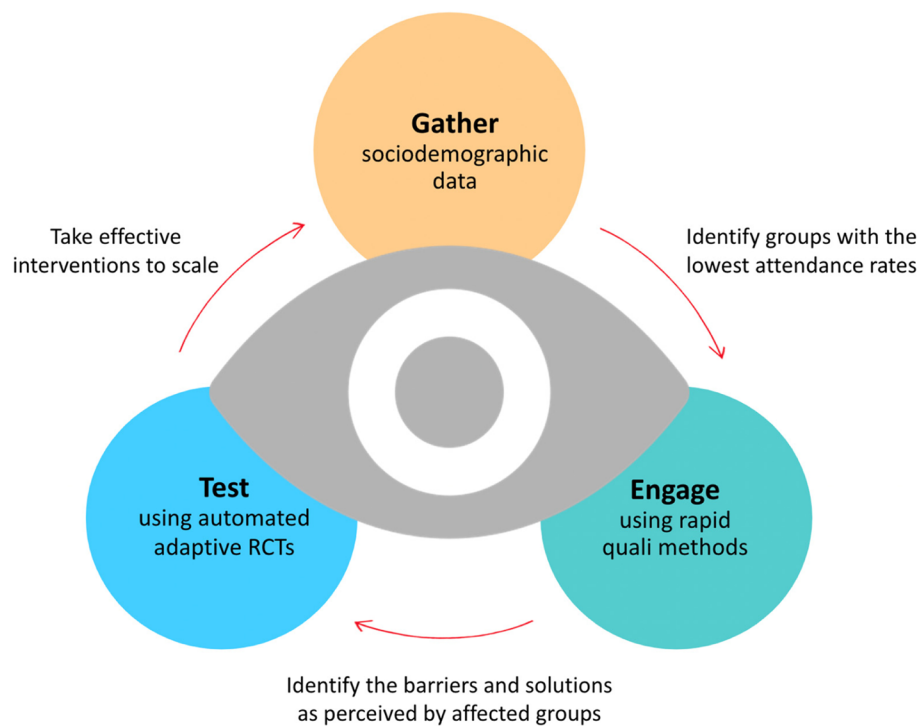 Gather
sociodemographic
data
Take effective
interventions to scale
Identify groups with the
lowest attendance rates
Test
using automated
adaptive RCTs
Engage
using rapid
quali methods
Identify the barriers and solutions
as perceived by affected groups